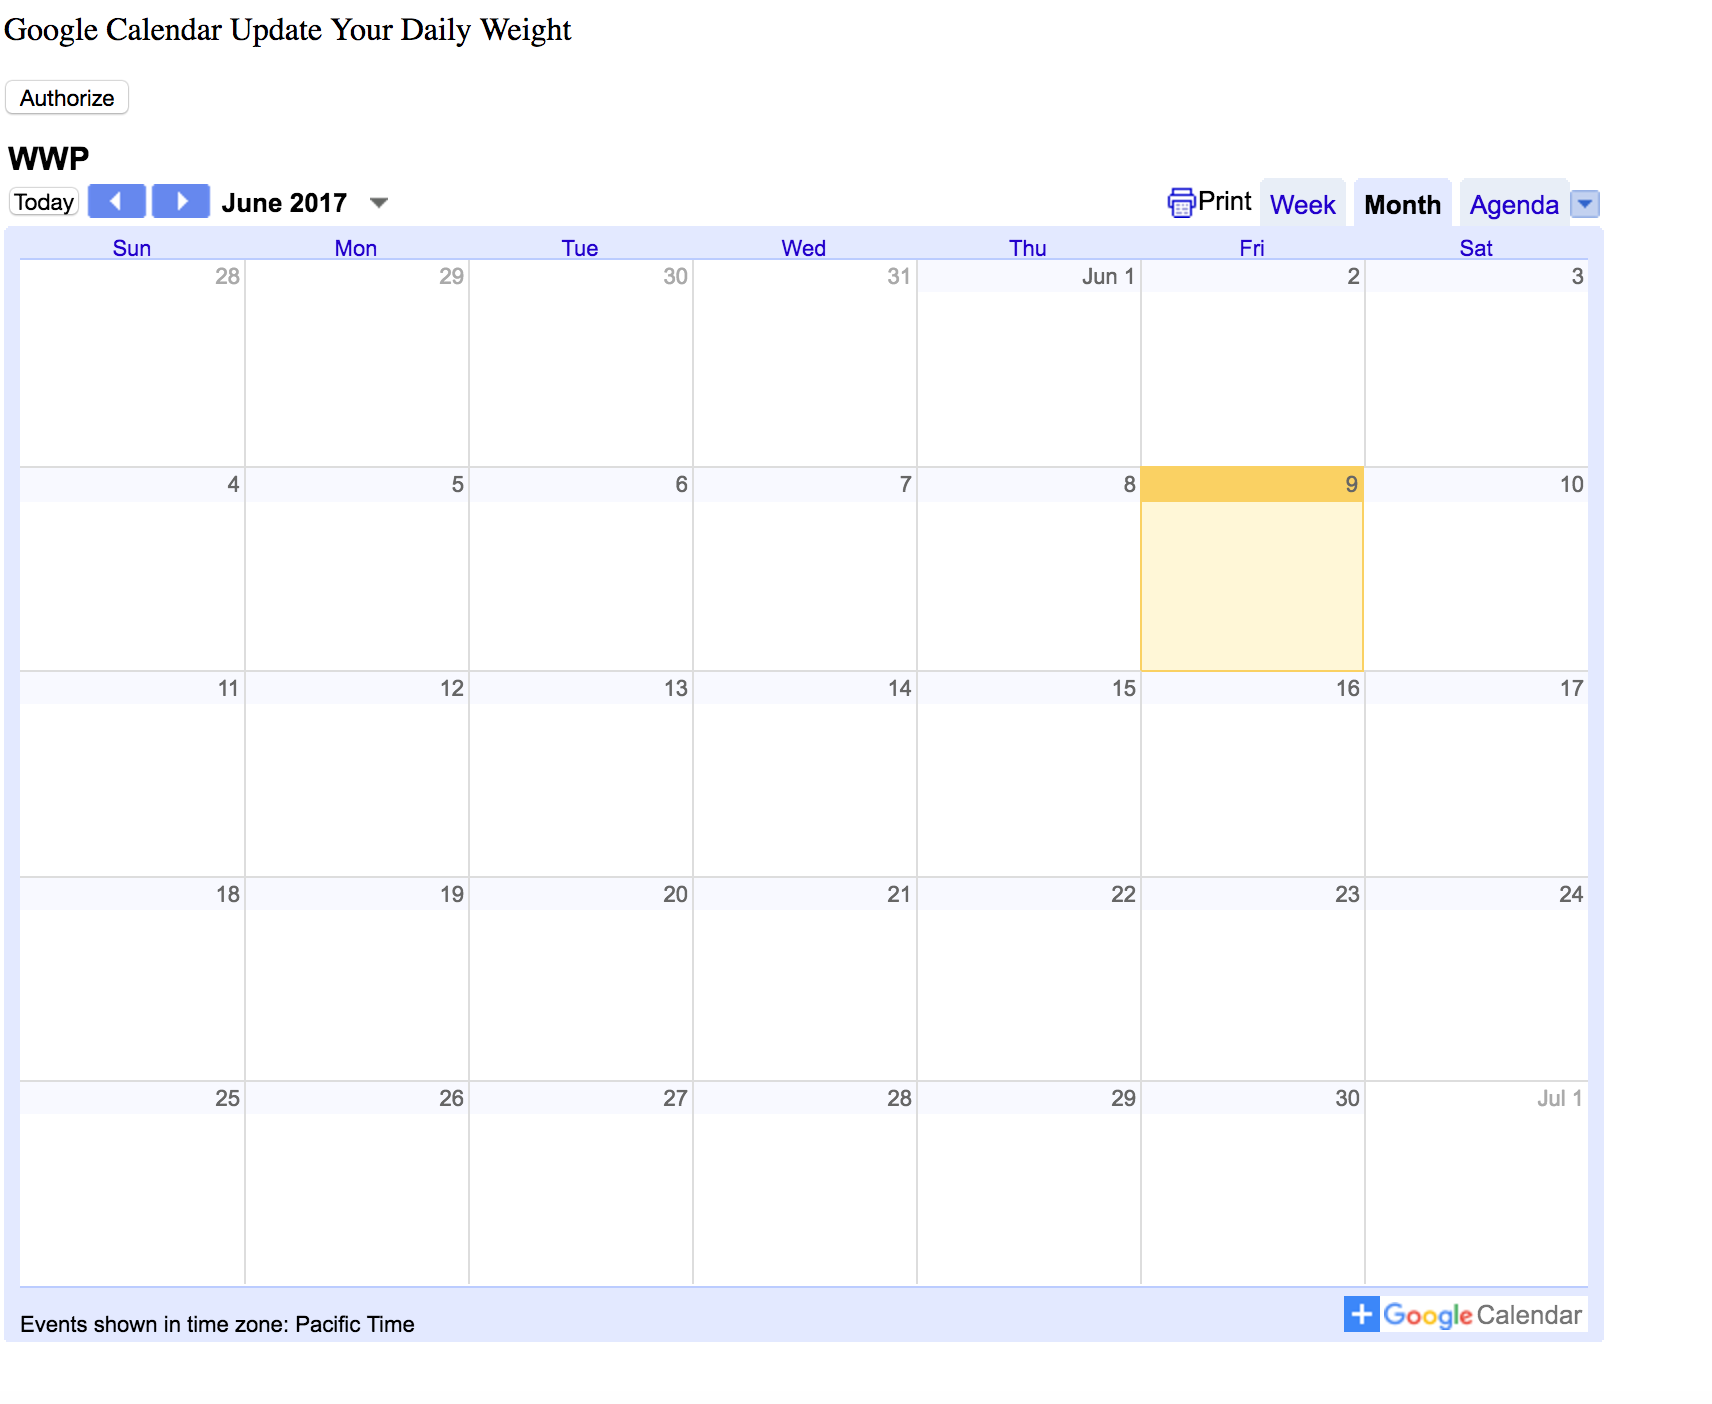 Google Calendar Update Your Daily Weight
Authorize
WWP
Today June 2017 Print Week Month Agenda
Sun Mon Tue Wed Thu Fri Sat
28 29 30 31 Jun 1 2 3
4 5 6 7 8 9 10
11 12 13 14 15 16 17
18 19 20 21 22 23 24
25 26 27 28 29 30 Jul 1
Events shown in time zone: Pacific Time
+ Google Calendar